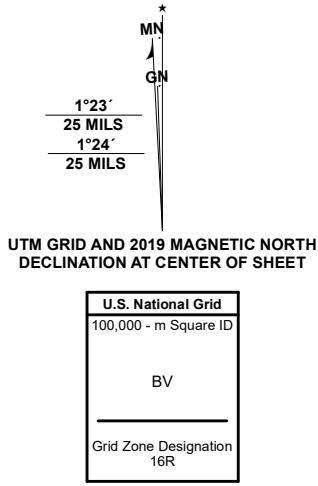 MN
GN
1°23´
25 MILS
1°24´
25 MILS
UTM GRID AND 2019 MAGNETIC NORTH
DECLINATION AT CENTER OF SHEET
U.S. National Grid
100,000 - m Square ID
BV
Grid Zone Designation
16R